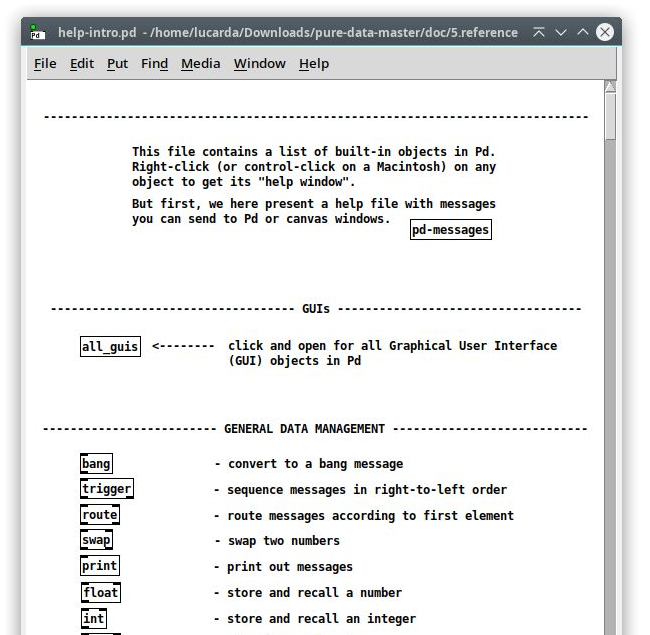 Pd
help-intro.pd - /home/lucarda/Downloads/pure-data-master/doc/5.reference
File Edit Put Find Media Window Help
This file contains a list of built-in objects in Pd.
Right-click (or control-click on a Macintosh) on any
object to get its "help window".
But first, we here present a help file with messages
you can send to Pd or canvas windows.
pd-messages
---------------------------------- GUIs ----------------------------------
all_guis <-------- click and open for all Graphical User Interface
(GUI) objects in Pd
------------------------ GENERAL DATA MANAGEMENT ---------------------------
bang - convert to a bang message
trigger - sequence messages in right-to-left order
route - route messages according to first element
swap - swap two numbers
print - print out messages
float - store and recall a number
int - store and recall an integer